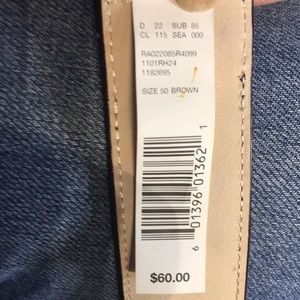 D 22 SUB 85
CL 115 SEA 000
RA022085R4099
1101RH24
1182695
SIZE 50 BROWN
6 01396 01362 1
$60.00